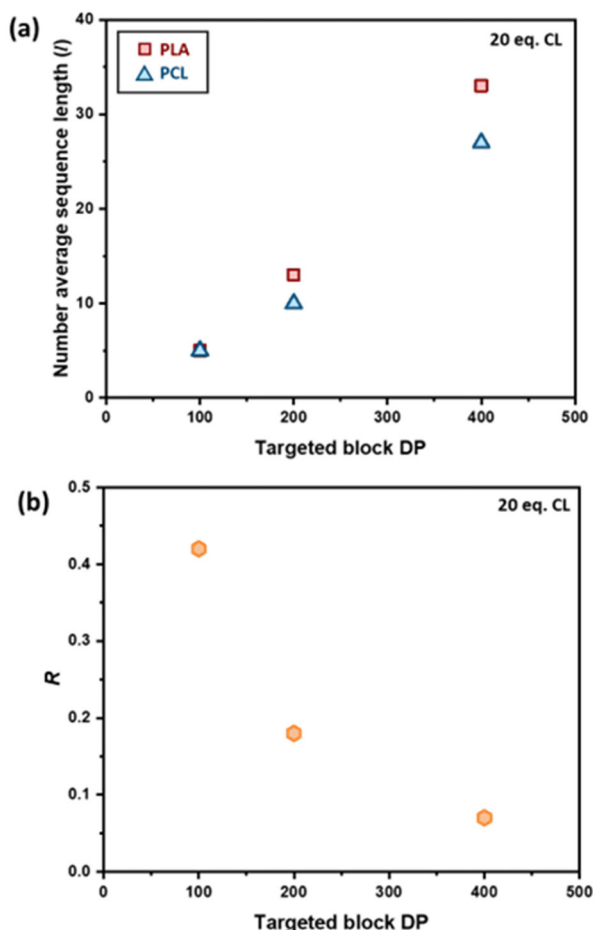 (a)
20 eq. CL
PLA
PCL
Number average sequence length (l)
40
30
20
10
0
0 100 200 300 400 500
Targeted block DP
(b)
20 eq. CL
R
0.5
0.4
0.3
0.2
0.1
0.0
0 100 200 300 400 500
Targeted block DP